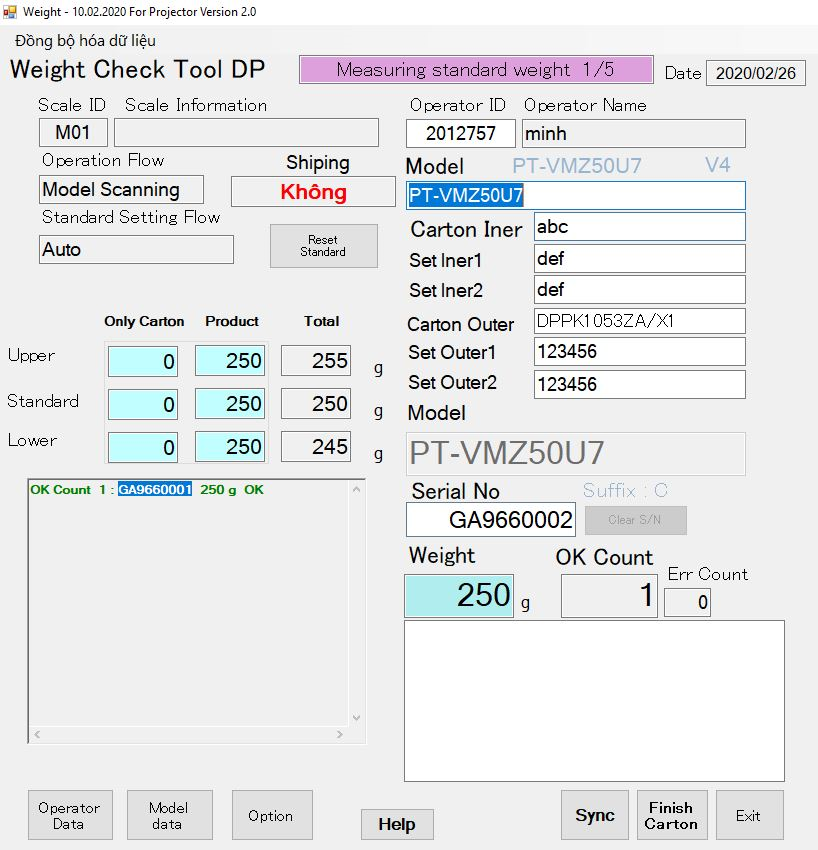 Weight - 10.02.2020 For Projector Version 2.0
Đồng bộ hóa dữ liệu
Weight Check Tool DP
Measuring standard weight 1/5
Date 2020/02/26
Scale ID Scale Information
M01
Operator ID Operator Name
2012757 minh
Operation Flow
Model Scanning
Shiping
Không
Standard Setting Flow
Auto
Reset Standard
Model PT-VMZ50U7 V4
PT-VMZ50U7
Carton Iner abc
Set Iner1 def
Set Iner2 def
Carton Outer DPPK1053ZA/X1
Set Outer1 123456
Set Outer2 123456
Only Carton Product Total
Upper 0 250 255 g
Standard 0 250 250 g
Lower 0 250 245 g
Model
PT-VMZ50U7
OK Count 1 : GA9660001 250 g OK
Serial No Suffix : C
GA9660002 Clear S/N
Weight OK Count Err Count
250 g 1 0
Operator Data
Model data
Option
Help
Sync
Finish Carton
Exit